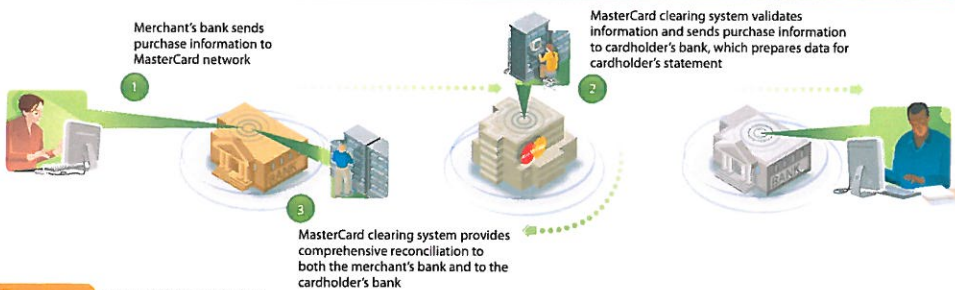 Merchant's bank sends
purchase information to
MasterCard network
1
MasterCard clearing system validates
information and sends purchase information
to cardholder's bank, which prepares data for
cardholder's statement
2
BANK
3
MasterCard clearing system provides
comprehensive reconciliation to
both the merchant's bank and to the
cardholder's bank